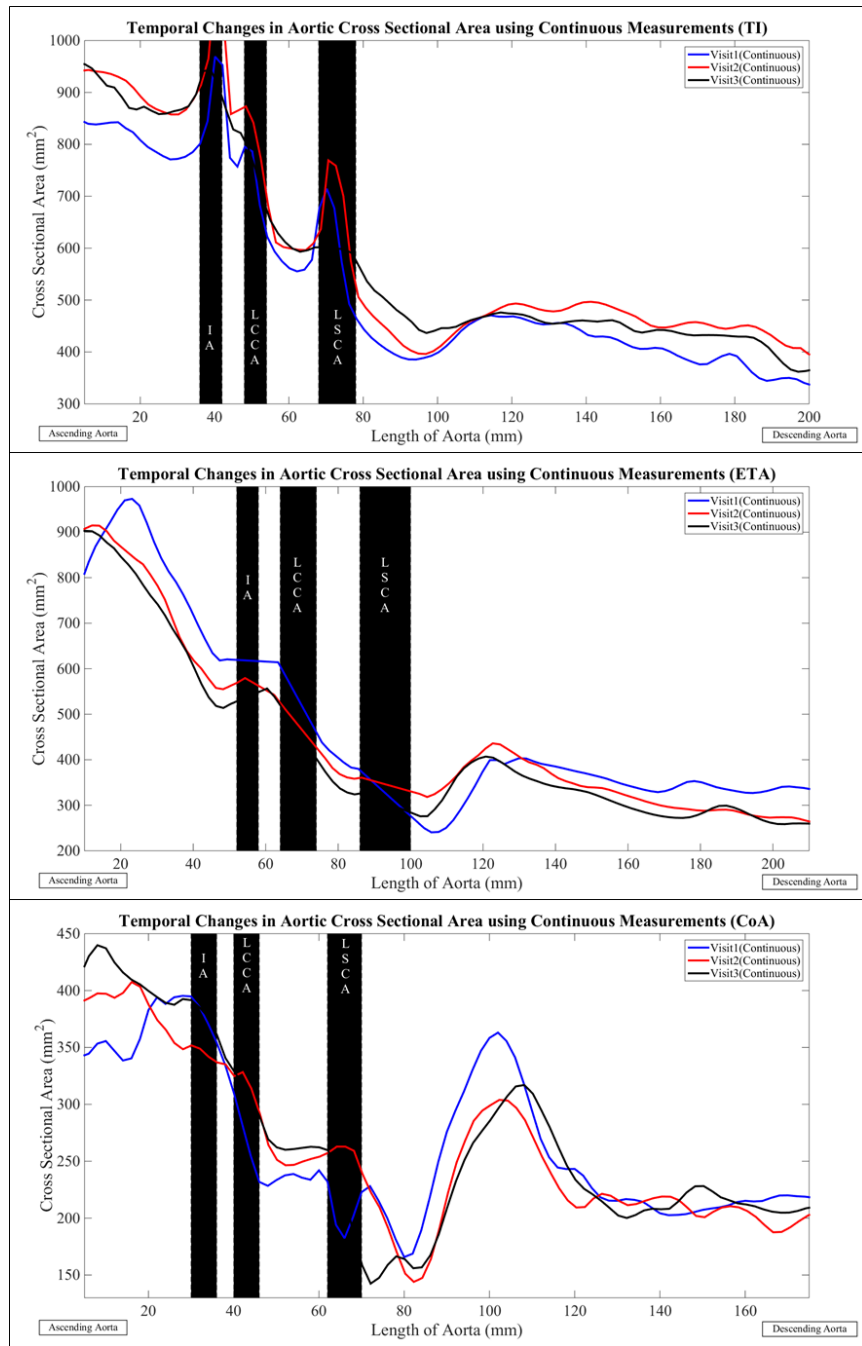 Temporal Changes in Aortic Cross Sectional Area using Continuous Measurements (TI)
1000
900
800
700
600
500
400
300
Cross Sectional Area (mm²)
Visit1(Continuous)
Visit2(Continuous)
Visit3(Continuous)
I
A
L
C
C
A
L
S
C
A
20 40 60 80 100 120 140 160 180 200
Ascending Aorta
Length of Aorta (mm)
Descending Aorta
Temporal Changes in Aortic Cross Sectional Area using Continuous Measurements (ETA)
1000
900
800
700
600
500
400
300
200
Cross Sectional Area (mm²)
Visit1(Continuous)
Visit2(Continuous)
Visit3(Continuous)
I
A
L
C
C
A
L
S
C
A
20 40 60 80 100 120 140 160 180 200
Ascending Aorta
Length of Aorta (mm)
Descending Aorta
Temporal Changes in Aortic Cross Sectional Area using Continuous Measurements (CoA)
450
400
350
300
250
200
150
Cross Sectional Area (mm²)
Visit1(Continuous)
Visit2(Continuous)
Visit3(Continuous)
I
A
L
C
C
A
L
S
C
A
20 40 60 80 100 120 140 160
Ascending Aorta
Length of Aorta (mm)
Descending Aorta